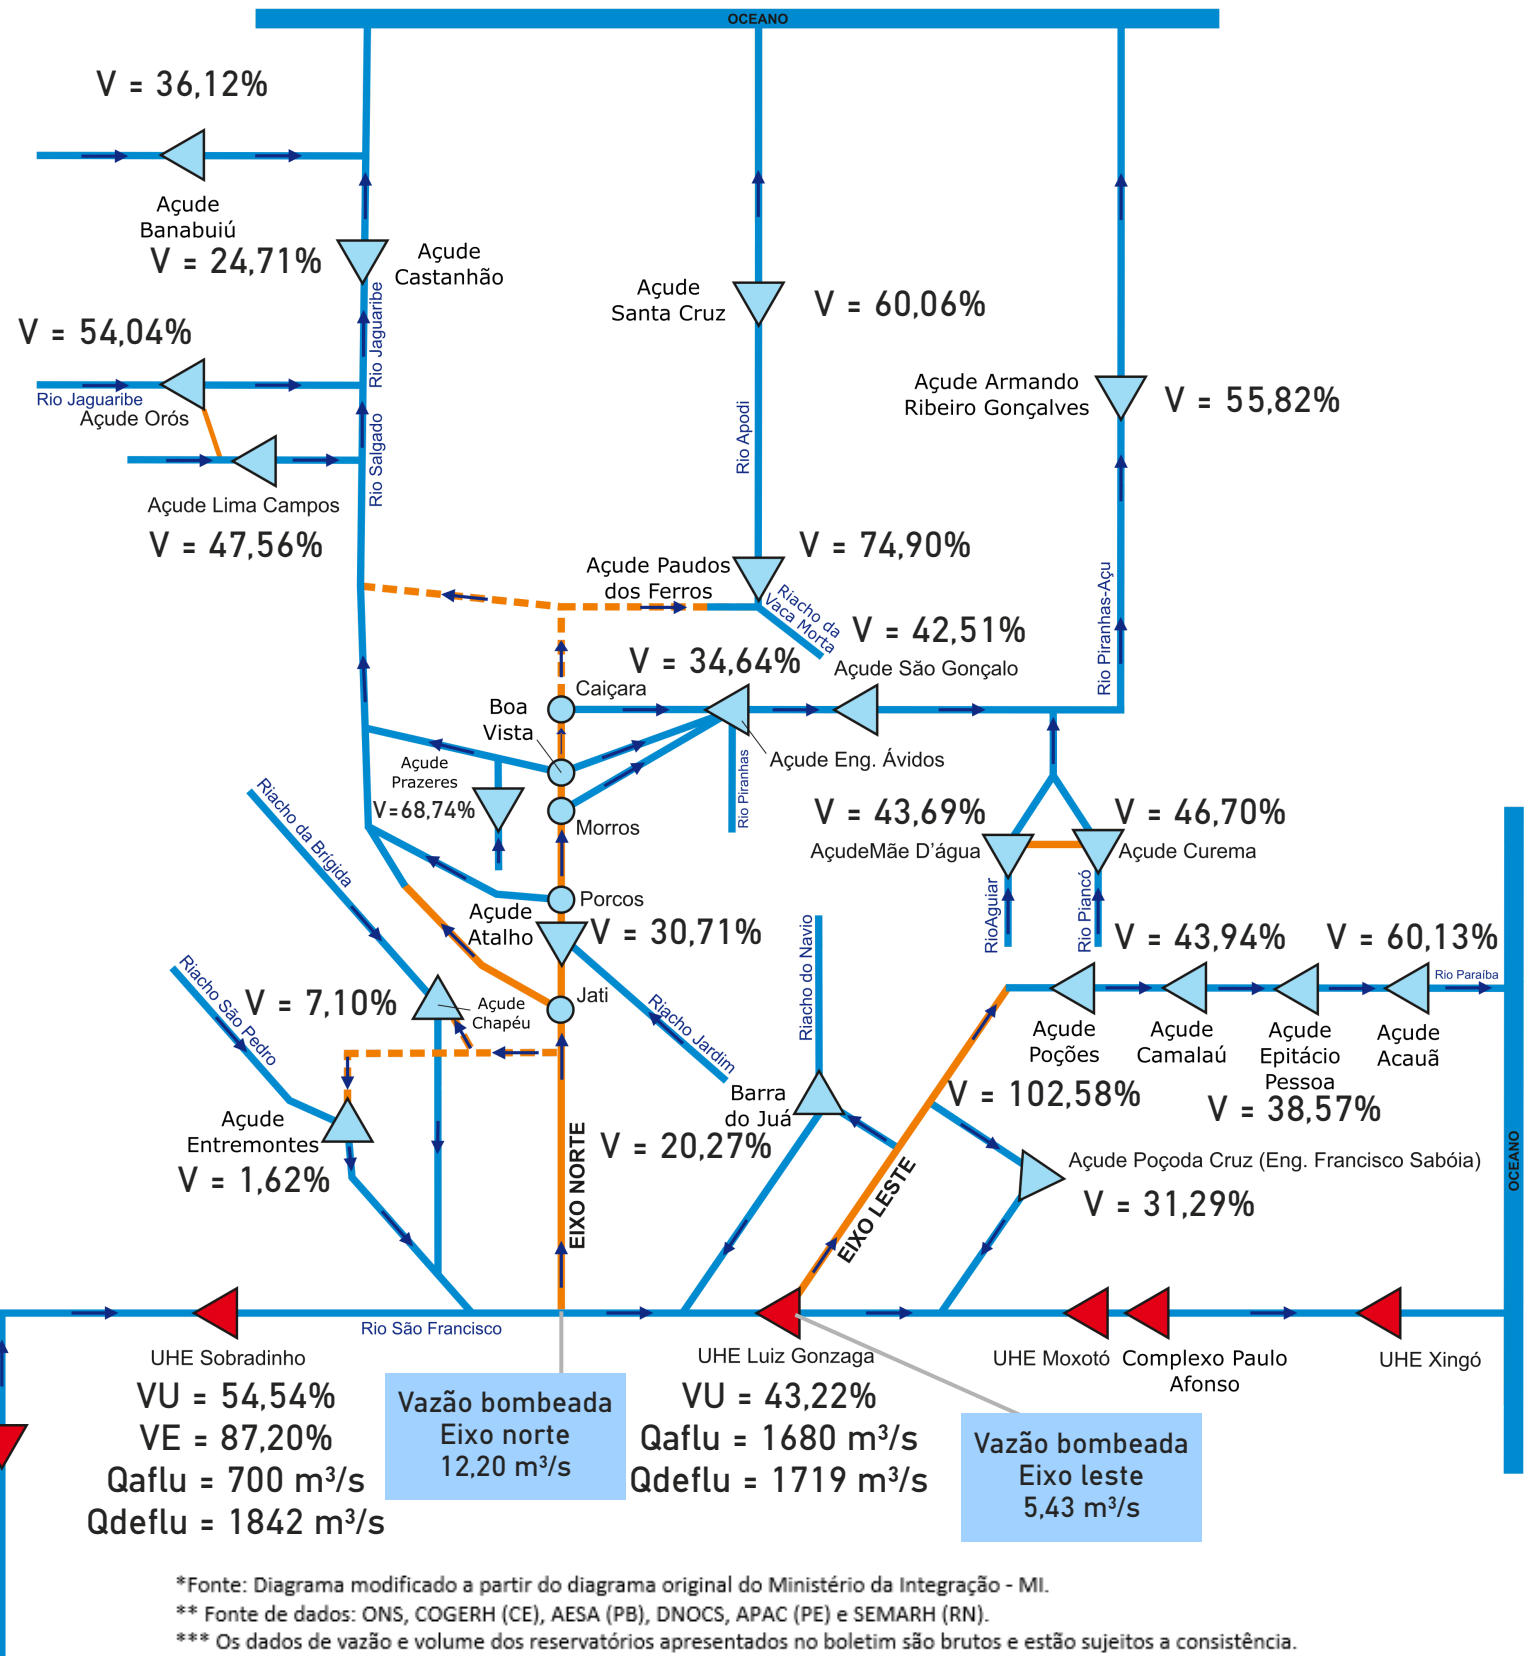 OCEANO
V = 36,12%
Açude
Banabuiú
V = 24,71%
Açude
Castanhão
Rio Jaguaribe
V = 54,04%
Rio Jaguaribe
Açude Orós
Rio Salgado
Açude Lima Campos
V = 47,56%
Açude
Santa Cruz
V = 60,06%
Rio Apodi
Açude Armando
Ribeiro Gonçalves
V = 55,82%
Rio Piranhas-Açu
Açude Paudos
dos Ferros
V = 74,90%
Riacho da
Vaca Morta
V = 42,51%
Açude São Gonçalo
V = 34,64%
Caiçara
Boa
Vista
Açude Eng. Ávidos
Rio Piranhas
Açude
Prazeres
V=68,74%
Morros
Riacho da Brígida
Porcos
Açude
Atalho
V = 30,71%
V = 43,69%
AçudeMãe D'água
V = 46,70%
Açude Curema
RioAguiar
Rio Piancó
V = 43,94%
V = 60,13%
Rio Paraíba
Riacho São Pedro
V = 7,10%
Açude
Chapéu
Jati
Riacho Jardim
Riacho do Navio
Açude
Poções
Açude
Camalaú
Açude
Epitácio
Pessoa
Açude
Acauã
V = 102,58%
V = 38,57%
Barra
do Juá
V = 20,27%
Açude
Entremontes
V = 1,62%
EIXO NORTE
EIXO LESTE
Açude Poçoda Cruz (Eng. Francisco Sabóia)
V = 31,29%
OCEANO
Rio São Francisco
UHE Sobradinho
VU = 54,54%
VE = 87,20%
Qaflu = 700 m³/s
Qdeflu = 1842 m³/s
Vazão bombeada
Eixo norte
12,20 m³/s
UHE Luiz Gonzaga
VU = 43,22%
Qaflu = 1680 m³/s
Qdeflu = 1719 m³/s
Vazão bombeada
Eixo leste
5,43 m³/s
UHE Moxotó
Complexo Paulo
Afonso
UHE Xingó
*Fonte: Diagrama modificado a partir do diagrama original do Ministério da Integração - MI.
** Fonte de dados: ONS, COGERH (CE), AESA (PB), DNOCS, APAC (PE) e SEMARH (RN).
*** Os dados de vazão e volume dos reservatórios apresentados no boletim são brutos e estão sujeitos a consistência.